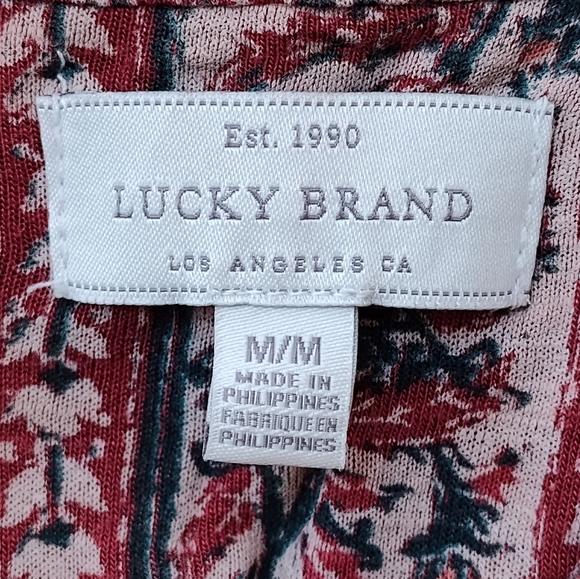 Est. 1990
LUCKY BRAND
LOS ANGELES CA
M/M
MADE IN
PHILIPPINES
FABRIQUE EN
PHILIPPINES